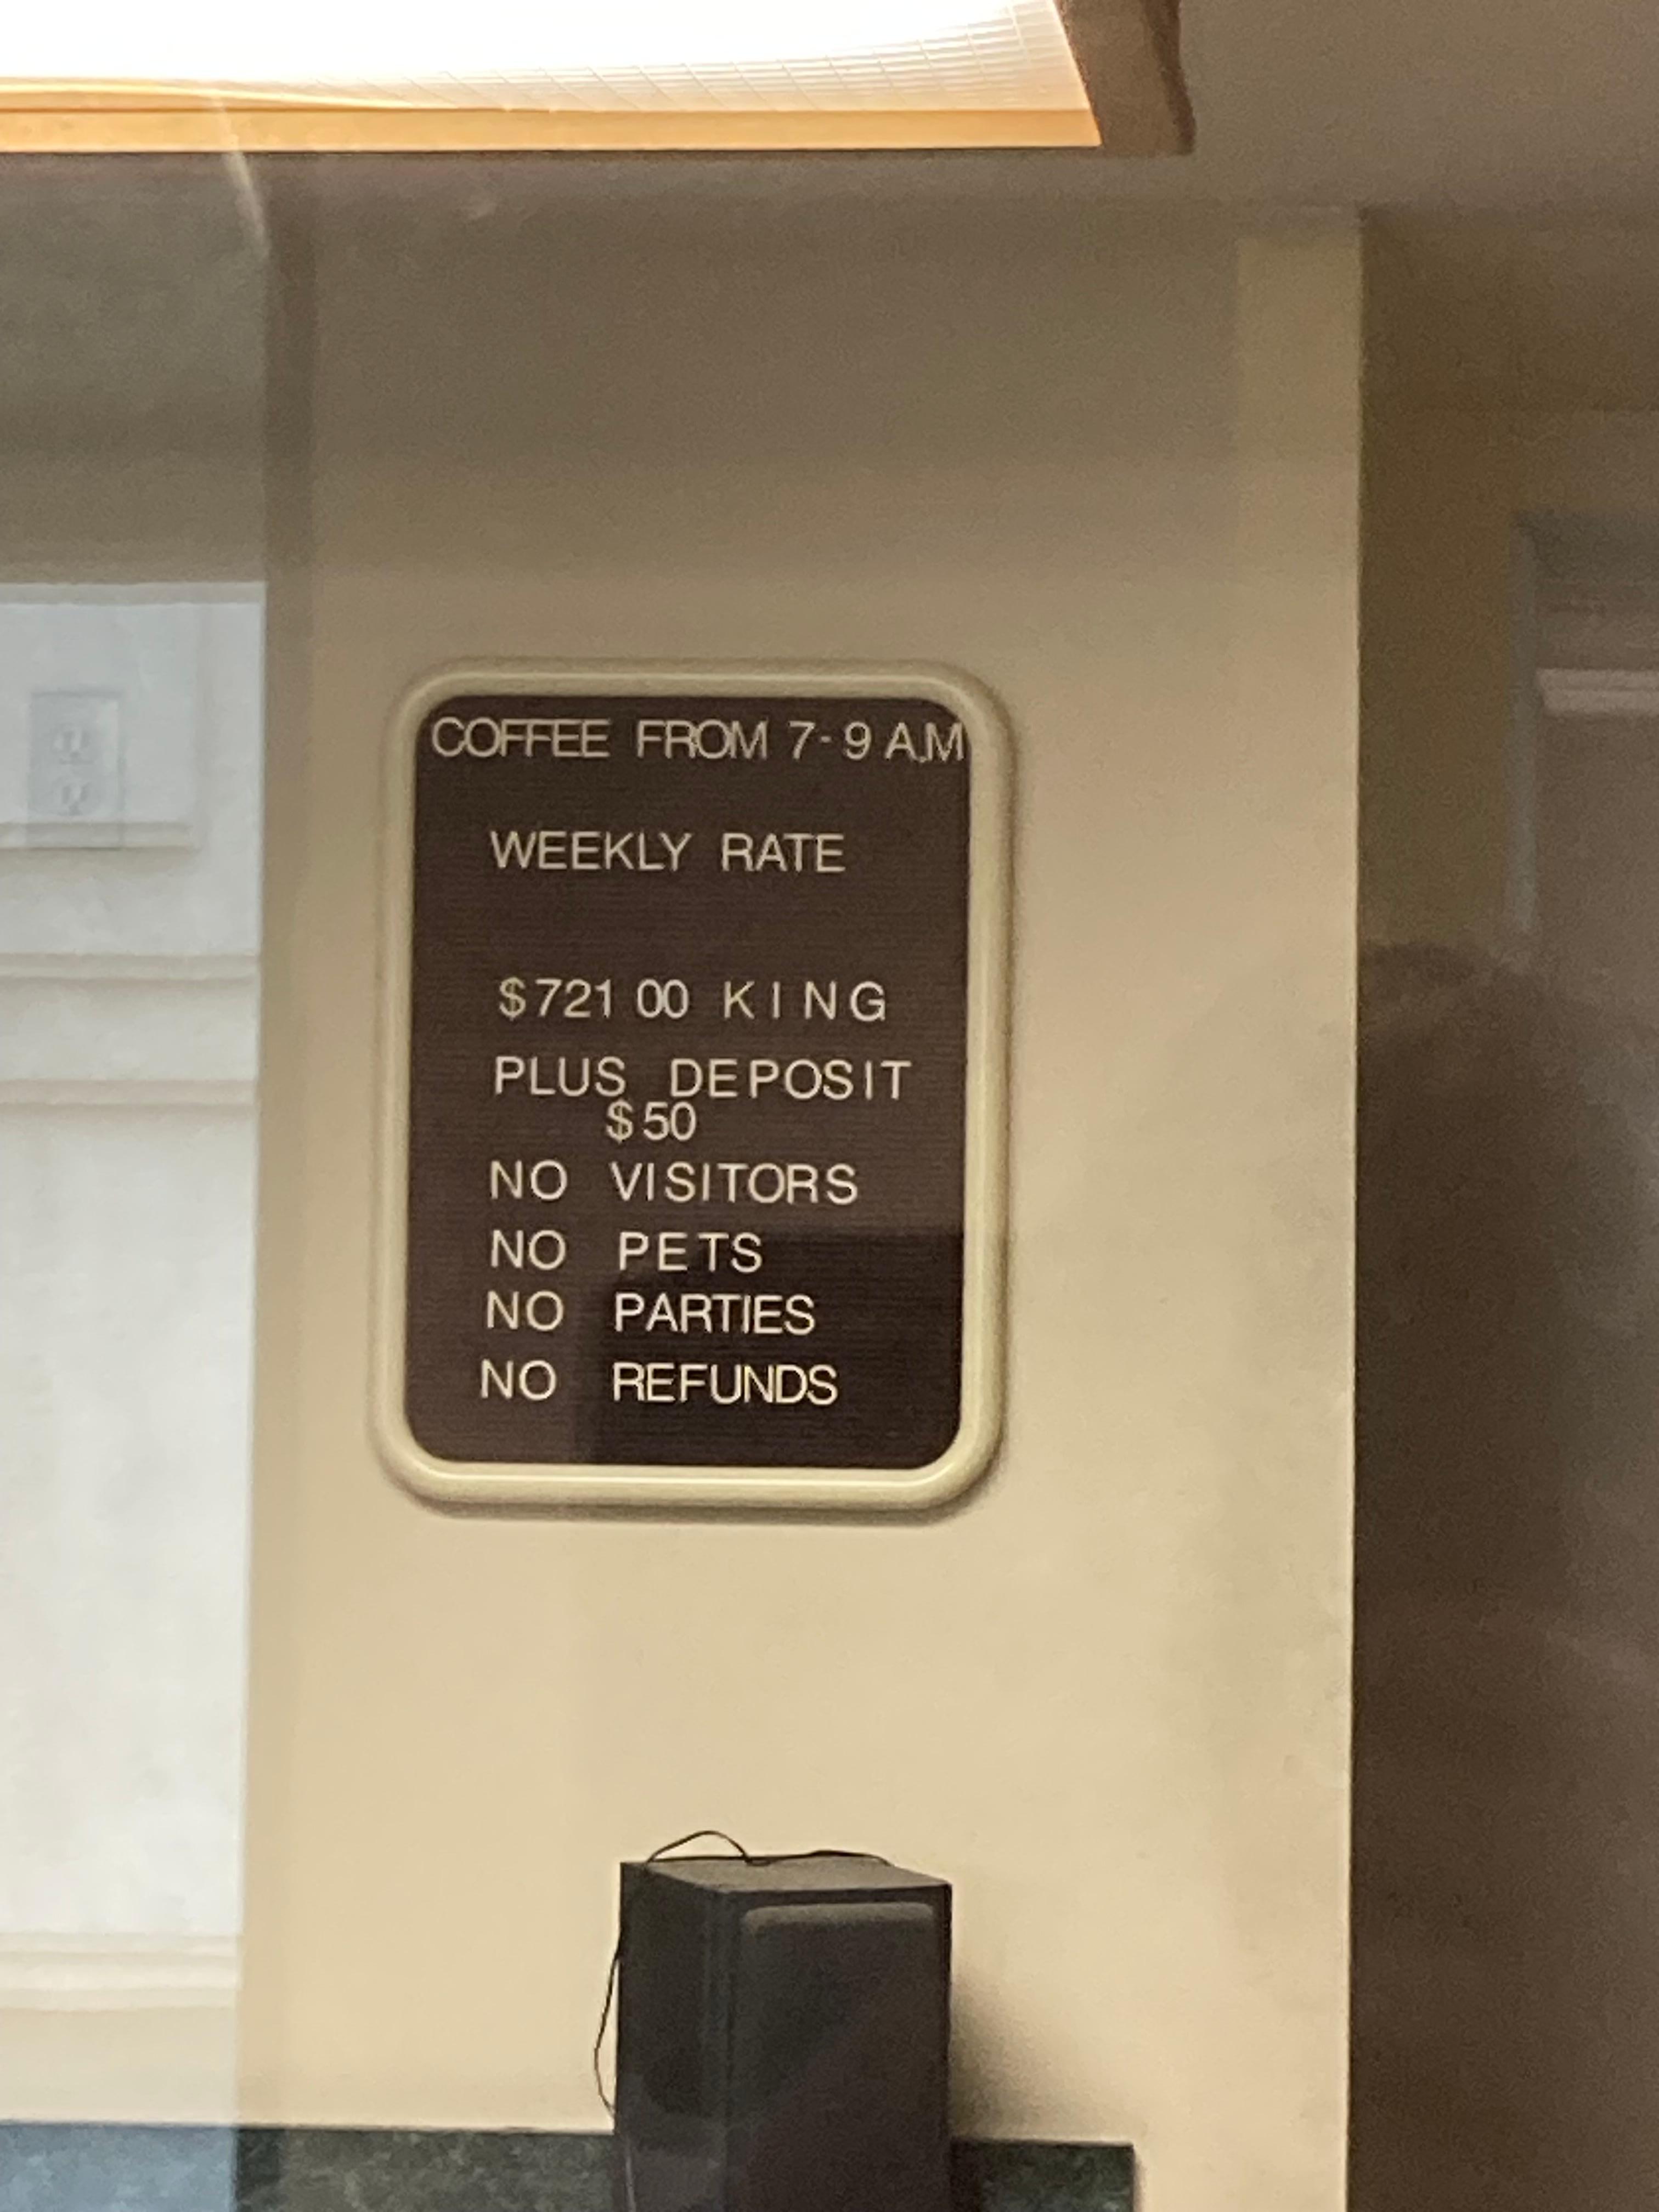 COFFEE FROM 7-9 A.M
WEEKLY RATE
$721 00 KING
PLUS DEPOSIT
$50
NO VISITORS
NO PETS
NO PARTIES
NO REFUNDS